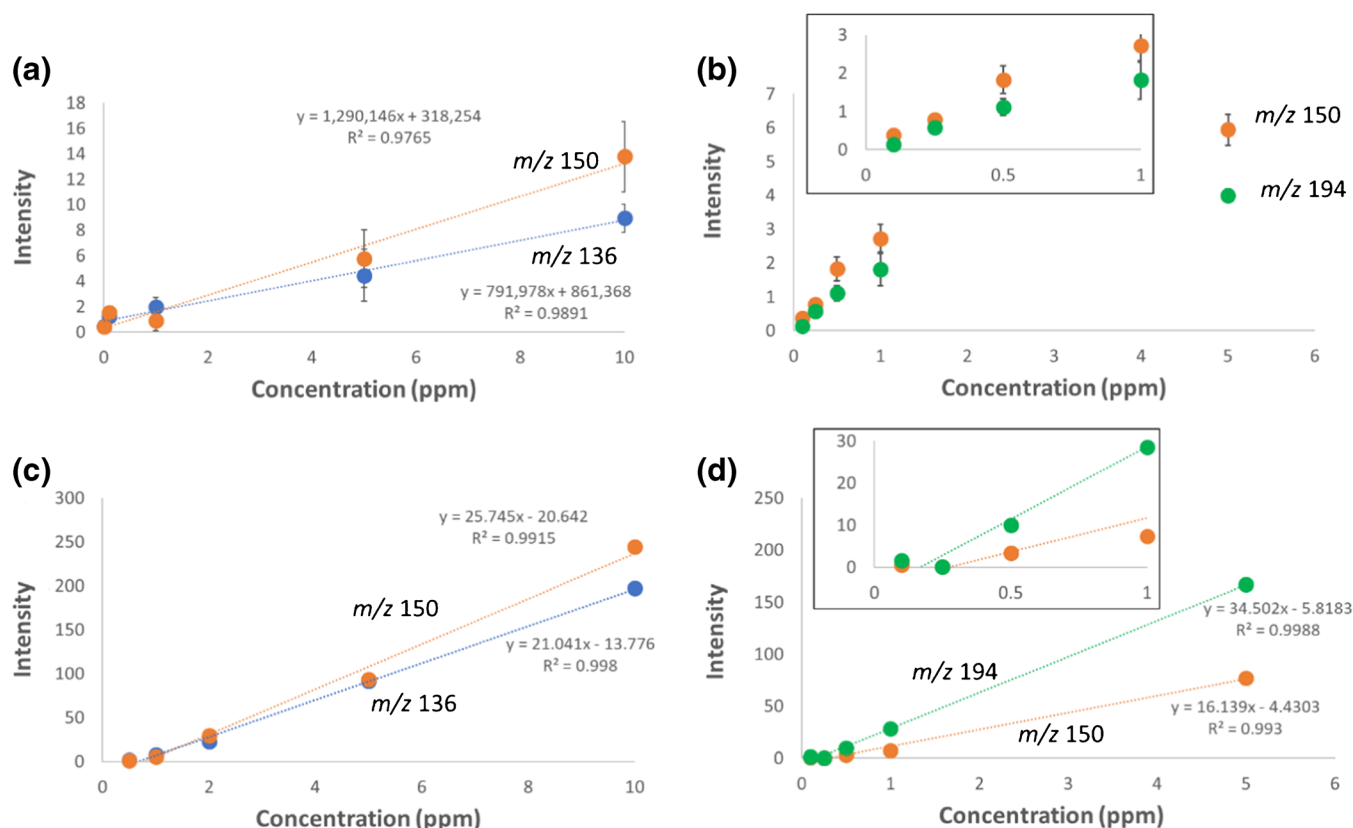 (a)
18
16
14
12
10
8
6
4
2
0
Intensity
y = 1,290,146x + 318,254
R² = 0.9765
m/z 150
m/z 136
y = 791,978x + 861,368
R² = 0.9891
0 2 4 6 8 10
Concentration (ppm)
(b)
3
2
1
0
0 0.5 1
7
6
5
4
3
2
1
0
Intensity
m/z 150
m/z 194
0 1 2 3 4 5 6
Concentration (ppm)
(c)
300
250
200
150
100
50
0
Intensity
y = 25.745x - 20.642
R² = 0.9915
m/z 150
y = 21.041x - 13.776
R² = 0.998
m/z 136
0 2 4 6 8 10
Concentration (ppm)
(d)
30
20
10
0
0 0.5 1
250
200
150
100
50
0
Intensity
y = 34.502x - 5.8183
R² = 0.9988
m/z 194
y = 16.139x - 4.4303
R² = 0.993
m/z 150
0 1 2 3 4 5 6
Concentration (ppm)